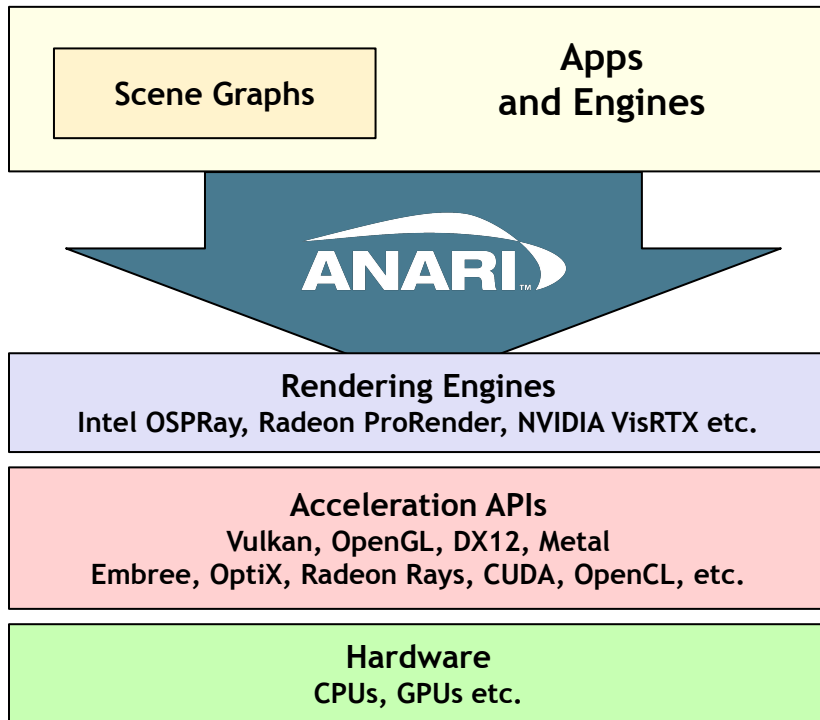 Scene Graphs
Apps
and Engines
ANARI™
Rendering Engines
Intel OSPRay, Radeon ProRender, NVIDIA VisRTX etc.
Acceleration APIs
Vulkan, OpenGL, DX12, Metal
Embree, OptiX, Radeon Rays, CUDA, OpenCL, etc.
Hardware
CPUs, GPUs etc.